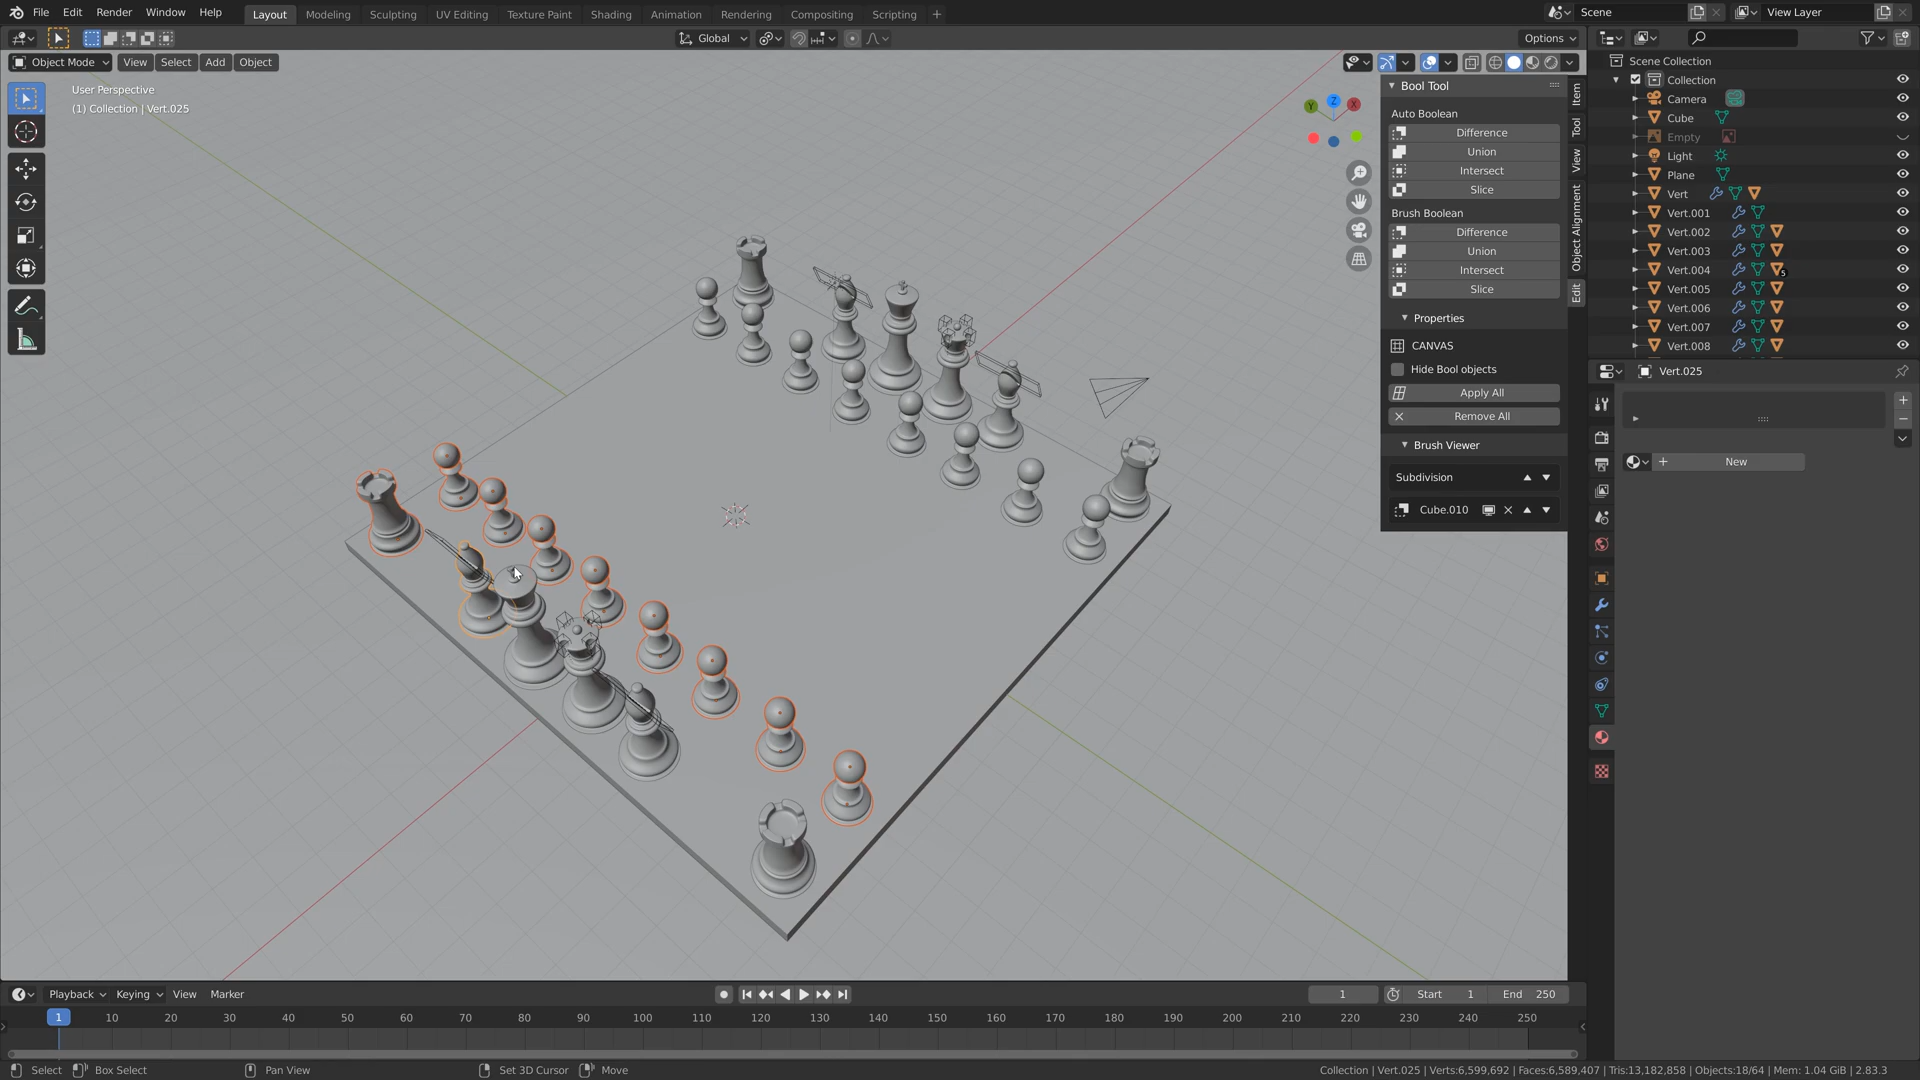 File Edit Render Window Help Layout Modeling Sculpting UV Editing Texture Paint Shading Animation Rendering Compositing Scripting + Scene View Layer
Global Options
Object Mode View Select Add Object
User Perspective
(1) Collection | Vert.025
Y Z X
Bool Tool
Auto Boolean
Difference
Union
Intersect
Slice
Brush Boolean
Difference
Union
Intersect
Slice
Properties
CANVAS
Hide Bool objects
Apply All
Remove All
Brush Viewer
Subdivision
Cube.010
Item
Tool
View
Object Alignment
Edit
Scene Collection
Collection
Camera
Cube
Empty
Light
Plane
Vert
Vert.001
Vert.002
Vert.003
Vert.004 5
Vert.005
Vert.006
Vert.007
Vert.008
Vert.025
New
Playback Keying View Marker 1 Start 1 End 250
1 10 20 30 40 50 60 70 80 90 100 110 120 130 140 150 160 170 180 190 200 210 220 230 240 250
Select Box Select Pan View Set 3D Cursor Move Collection | Vert.025 | Verts:6,599,692 | Faces:6,589,407 | Tris:13,182,858 | Objects:18/64 | Mem: 1.04 GiB | 2.83.3